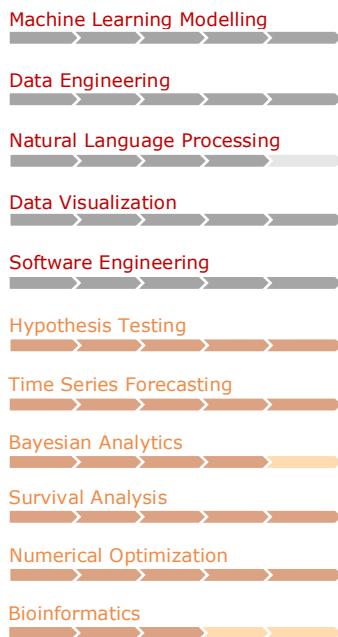 Machine Learning Modelling
Data Engineering
Natural Language Processing
Data Visualization
Software Engineering
Hypothesis Testing
Time Series Forecasting
Bayesian Analytics
Survival Analysis
Numerical Optimization
Bioinformatics